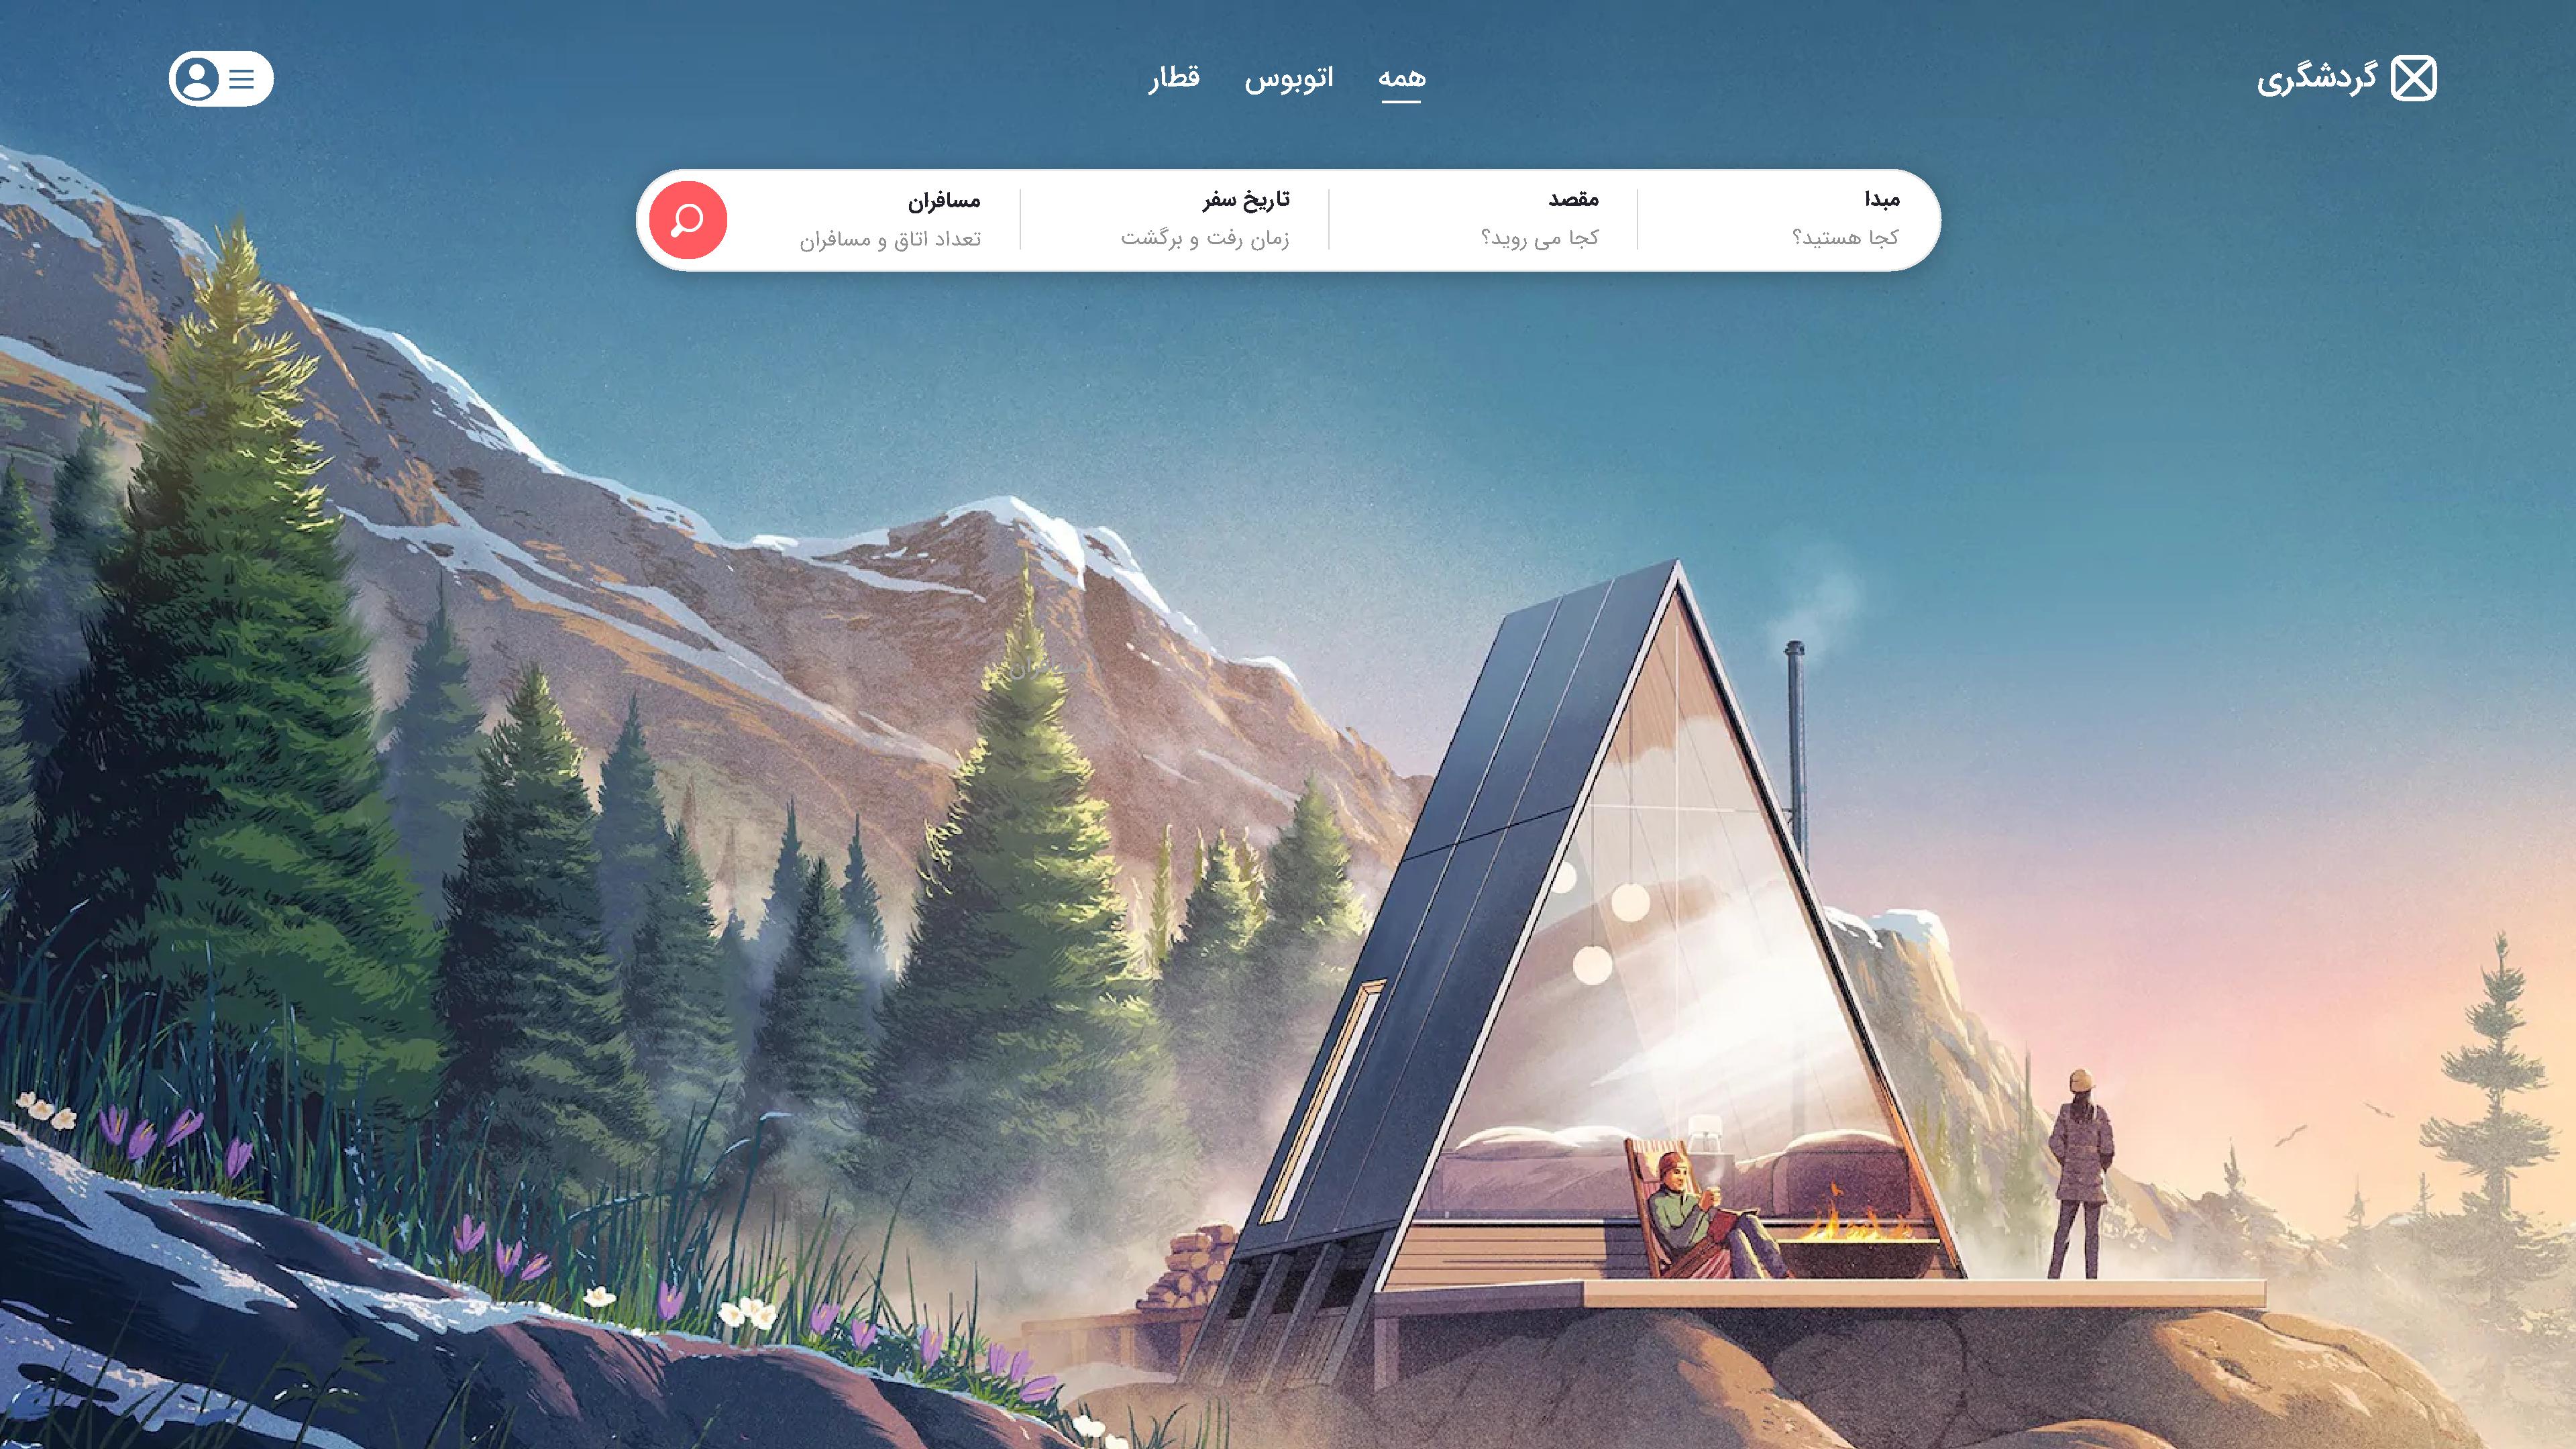 گردشگری
همه اتوبوس قطار
مبدا
کجا هستید؟
مقصد
کجا می روید؟
تاریخ سفر
زمان رفت و برگشت
مسافران
تعداد اتاق و مسافران